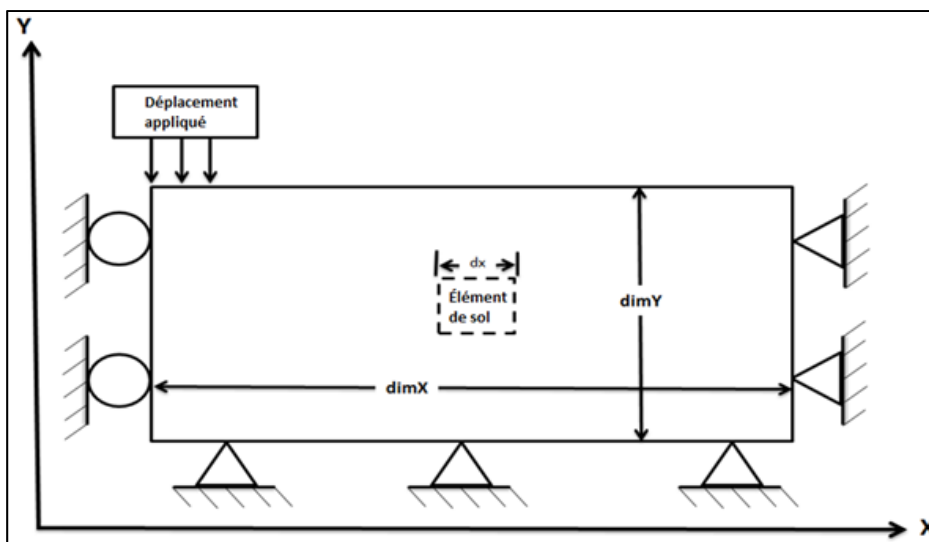 Y
Déplacement
appliqué
dx
Élément
de sol
dimY
dimX
X